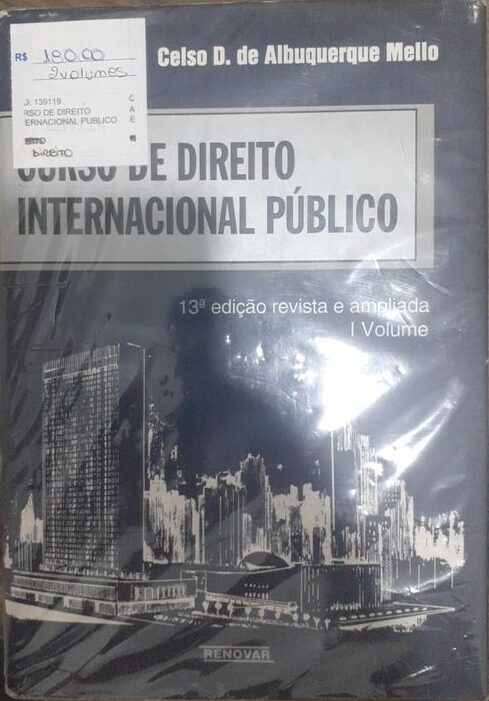 R$ 180.00
2 volumes
O: 139119
RSO DE DIREITO
ERNACIONAL PUBLICO
C
A
E
DIREITO
Celso D. de Albuquerque Mello
CURSO DE DIREITO
INTERNACIONAL PÚBLICO
13ª edição revista e ampliada
I Volume
RENOVAR